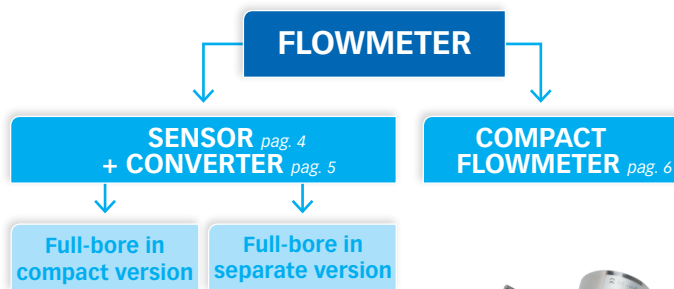 FLOWMETER
SENSOR pag. 4
+ CONVERTER pag. 5
COMPACT
FLOWMETER pag. 6
Full-bore in
compact version
Full-bore in
separate version